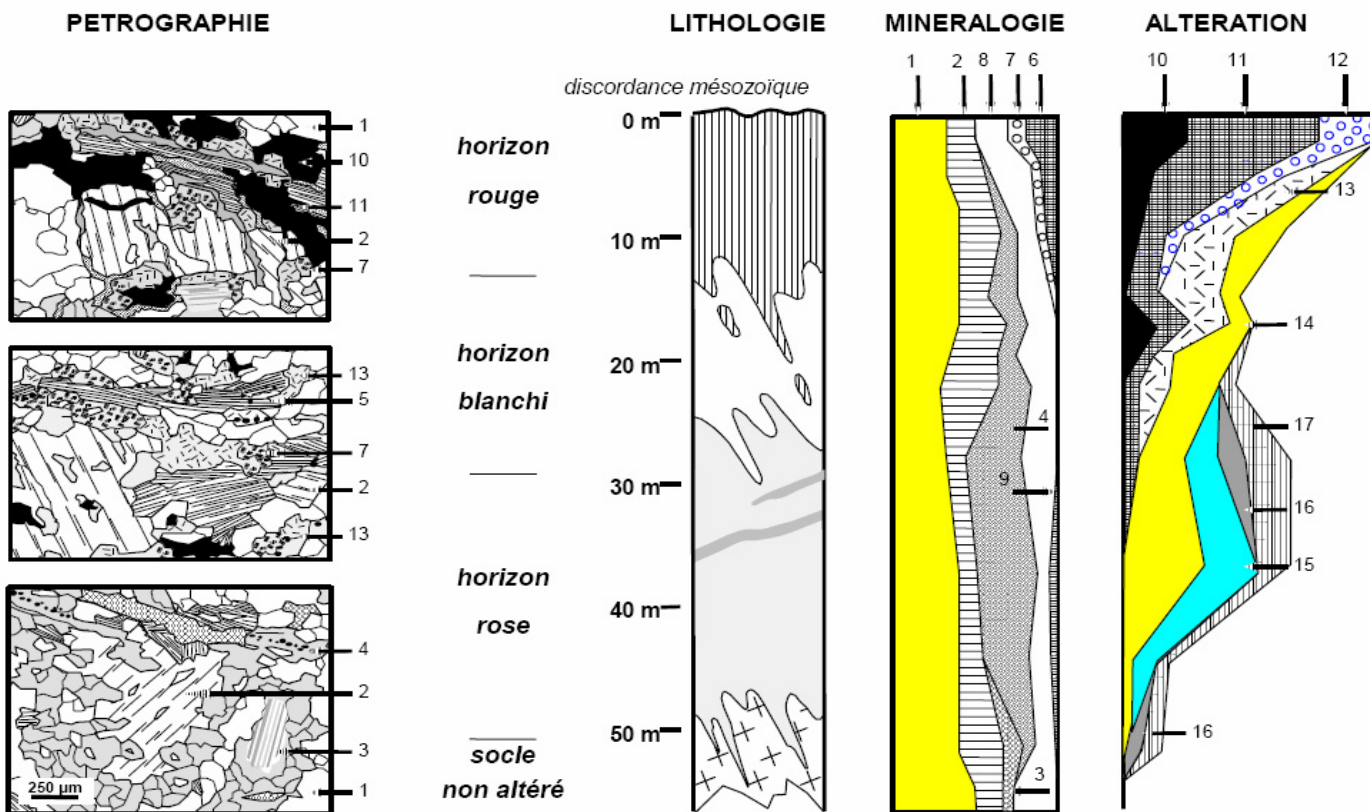 PETROGRAPHIE
LITHOLOGIE
MINERALOGIE
ALTERATION
discordance mésozoïque
1
10
11
2
7
13
5
7
2
13
4
2
3
1
250 µm
horizon
rouge
horizon
blanchi
horizon
rose
socle
non altéré
0 m
10 m
20 m
30 m
40 m
50 m
1 2 8 7 6
4
9
3
10 11 12
13
14
17
16
15
16